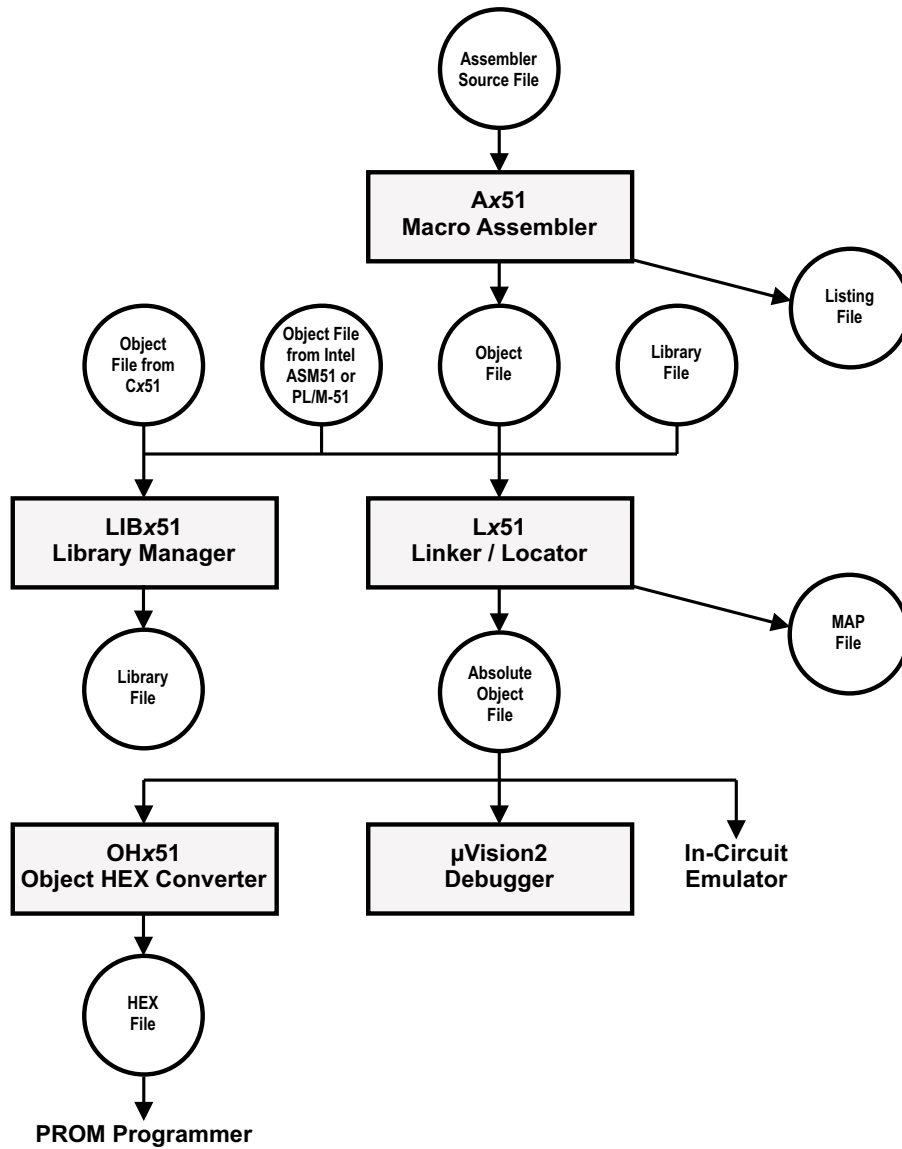 Assembler
Source File
Ax51
Macro Assembler
Listing
File
Object
File from
Cx51
Object File
from Intel
ASM51 or
PL/M-51
Object
File
Library
File
LIBx51
Library Manager
Lx51
Linker / Locator
MAP
File
Library
File
Absolute
Object
File
OHx51
Object HEX Converter
µVision2
Debugger
In-Circuit
Emulator
HEX
File
PROM Programmer